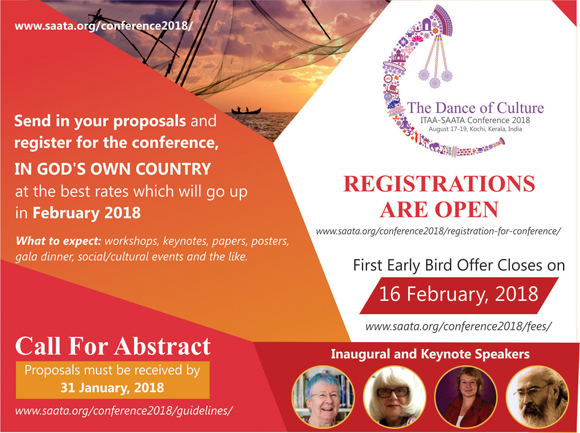 www.saata.org/conference2018/
Send in your proposals and
register for the conference,
IN GOD'S OWN COUNTRY
at the best rates which will go up
in February 2018
What to expect: workshops, keynotes, papers, posters,
gala dinner, social/cultural events and the like.
Call For Abstract
Proposals must be received by
31 January, 2018
www.saata.org/conference2018/guidelines/
The Dance of Culture
ITAA-SAATA Conference 2018
August 17-19, Kochi, Kerala, India
REGISTRATIONS
ARE OPEN
www.saata.org/conference2018/registration-for-conference/
First Early Bird Offer Closes on
16 February, 2018
www.saata.org/conference2018/fees/
Inaugural and Keynote Speakers